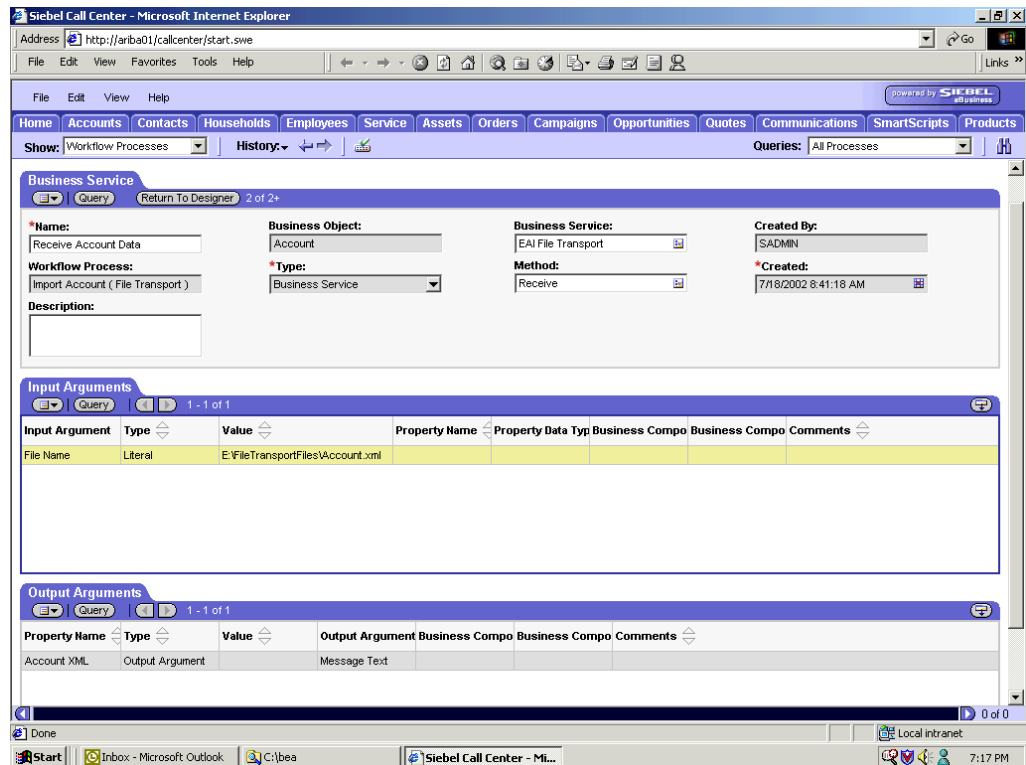 Siebel Call Center - Microsoft Internet Explorer
Address http://ariba01/callcenter/start.swe Go
File Edit View Favorites Tools Help Links »
File Edit View Help powered by SIEBEL eBusiness
Home Accounts Contacts Households Employees Service Assets Orders Campaigns Opportunities Quotes Communications SmartScripts Products
Show: Workflow Processes History: Queries: All Processes
Business Service
Query Return To Designer 2 of 2+
*Name: Business Object: Business Service: Created By:
Receive Account Data Account EAI File Transport SADMIN
Workflow Process: *Type: Method: *Created:
Import Account ( File Transport ) Business Service Receive 7/18/2002 8:41:18 AM
Description:
Input Arguments
Query 1 - 1 of 1
Input Argument Type Value Property Name Property Data Typ Business Compo Business Compo Comments
File Name Literal E:\FileTransportFiles\Account.xml
Output Arguments
Query 1 - 1 of 1
Property Name Type Value Output Argument Business Compo Business Compo Comments
Account XML Output Argument Message Text
0 of 0
Done Local intranet
Start Inbox - Microsoft Outlook C:\bea Siebel Call Center - Mi... 7:17 PM